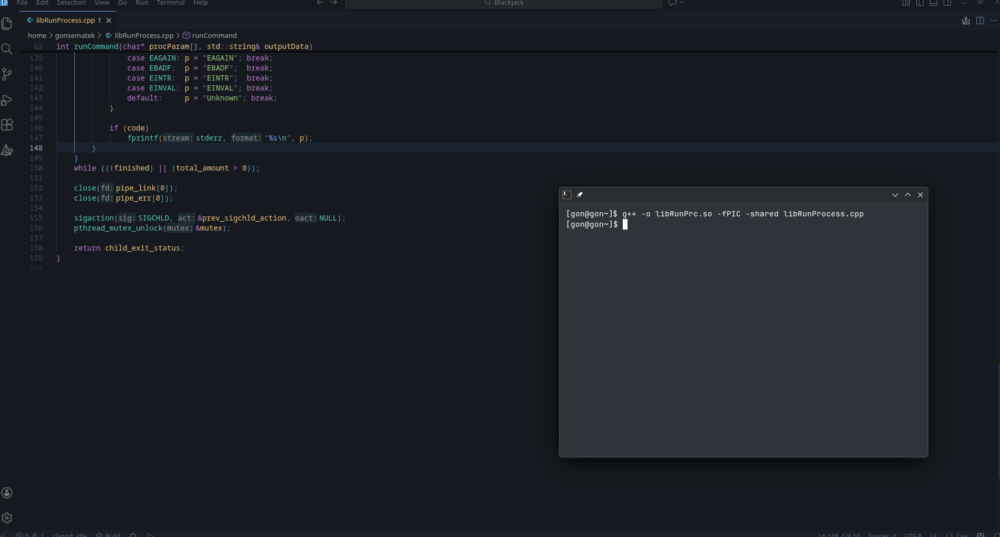 File Edit Selection View Go Run Terminal Help
Blackjack
libRunProcess.cpp 1
home > gonsematek > libRunProcess.cpp > runCommand
62 int runCommand(char* procParam[], std::string& outputData)
139 case EAGAIN: p = "EAGAIN"; break;
140 case EBADF: p = "EBADF"; break;
141 case EINTR: p = "EINTR"; break;
142 case EINVAL: p = "EINVAL"; break;
143 default: p = "Unknown"; break;
144 }
145
146 if (code)
147 fprintf(stream: stderr, format: "%s\n", p);
148 }
149 }
150 while ((!finished) || (total_amount > 0));
151
152 close(fd: pipe_link[0]);
153 close(fd: pipe_err[0]);
154
155 sigaction(sig: SIGCHLD, act: &prev_sigchld_action, oact: NULL);
156 pthread_mutex_unlock(mutex: &mutex);
157
158 return child_exit_status;
159 }
160
[gon@gon~]$ g++ -o libRunPrc.so -fPIC -shared libRunProcess.cpp
[gon@gon~]$
0 1 clangd: idle Build Ln 148, Col 10 Spaces: 4 UTF-8 LF {} C++